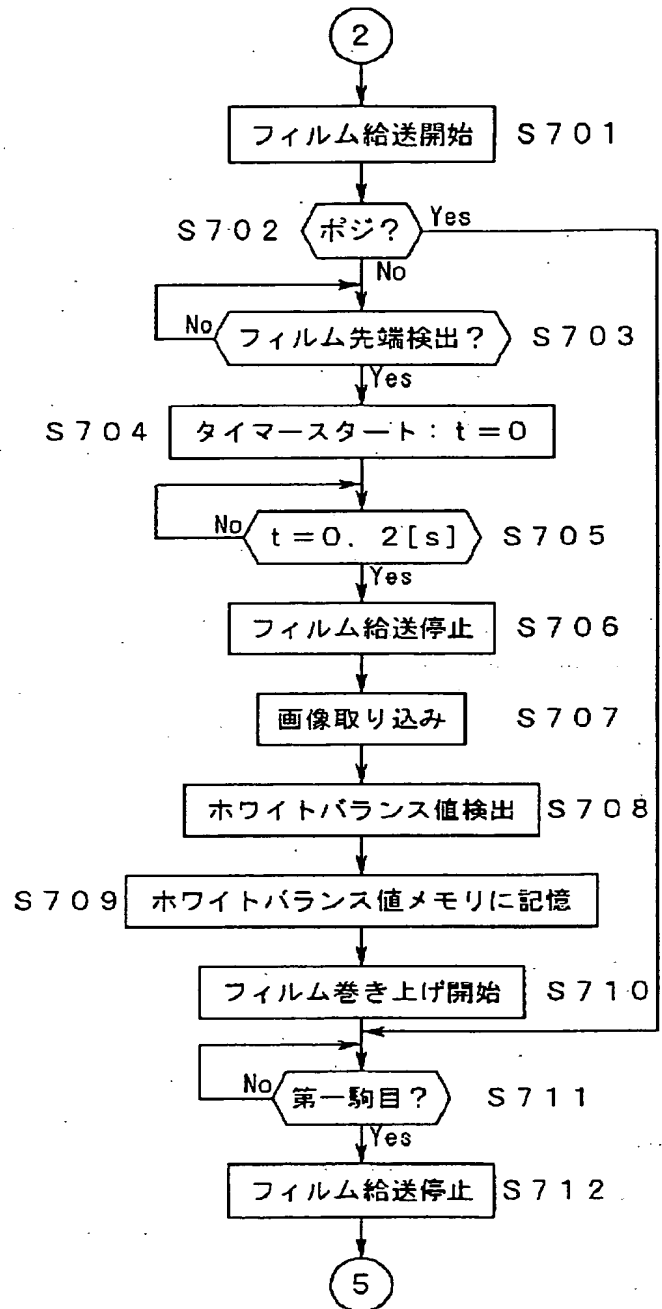 2
フィルム給送開始 S701
S702 ポジ? Yes
No
No フィルム先端検出? S703
Yes
S704 タイマースタート:t=0
No t=0.2[s] S705
Yes
フィルム給送停止 S706
画像取り込み S707
ホワイトバランス値検出 S708
S709 ホワイトバランス値メモリに記憶
フィルム巻き上げ開始 S710
No 第一駒目? S711
Yes
フィルム給送停止 S712
5